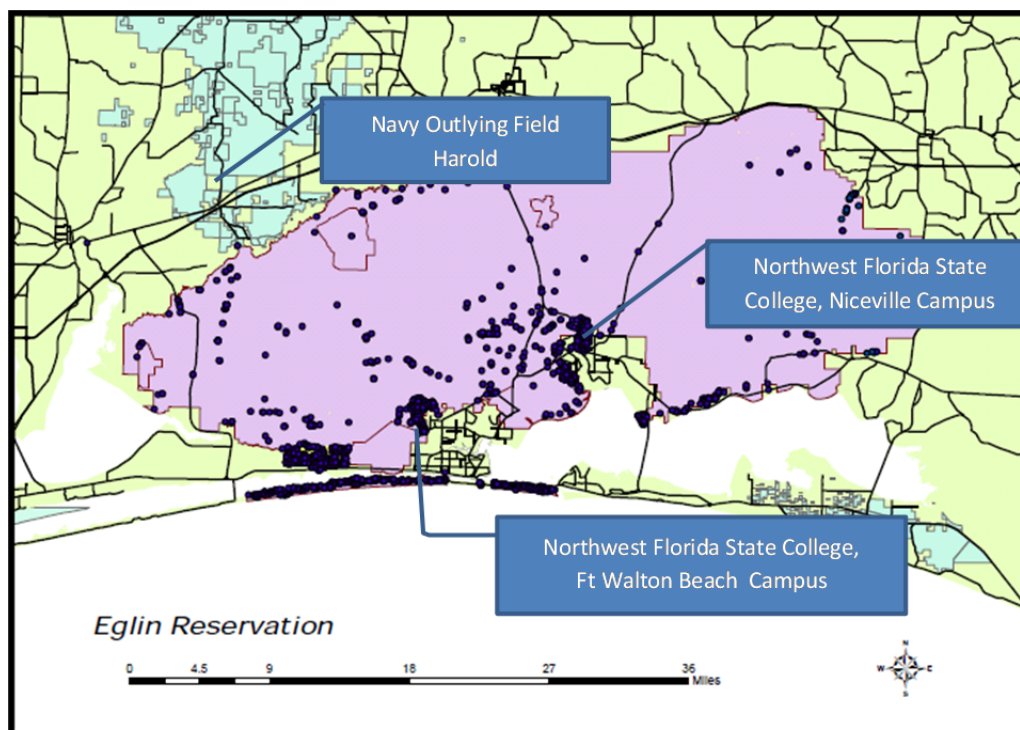 Navy Outlying Field
Harold
Northwest Florida State
College, Niceville Campus
Northwest Florida State College,
Ft Walton Beach Campus
Eglin Reservation
0 4.5 9 18 27 36
Miles
N
W E
S